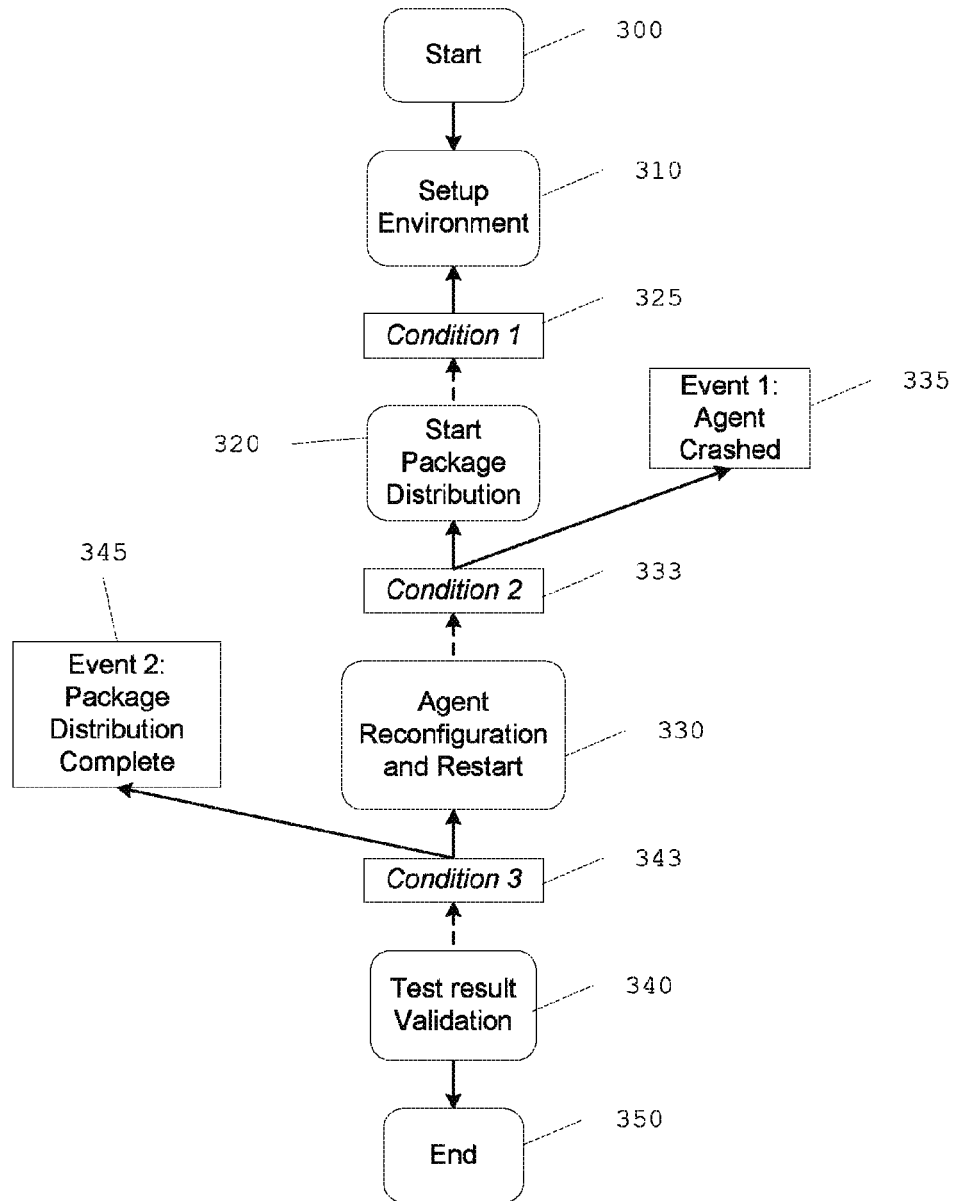 Start
300
Setup
Environment
310
Condition 1
325
Start
Package
Distribution
320
Event 1:
Agent
Crashed
335
Condition 2
333
345
Event 2:
Package
Distribution
Complete
Agent
Reconfiguration
and Restart
330
Condition 3
343
Test result
Validation
340
End
350